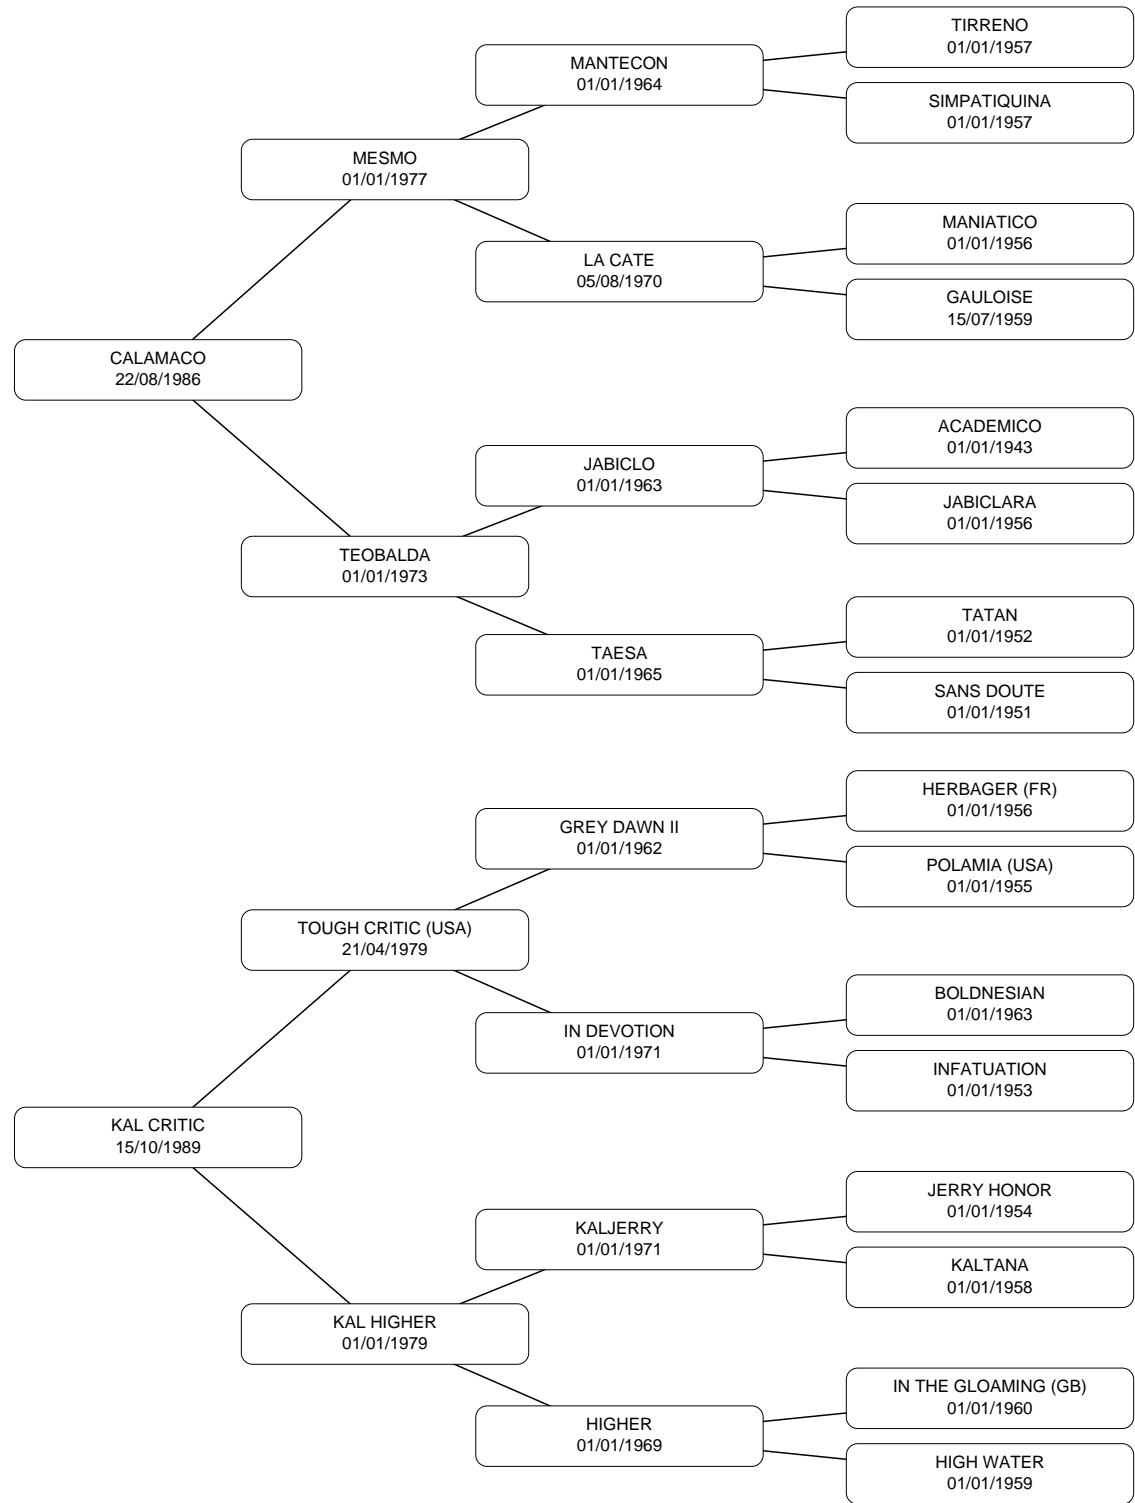 TIRRENO
01/01/1957
MANTECON
01/01/1964
SIMPATIQUINA
01/01/1957
MESMO
01/01/1977
MANIATICO
01/01/1956
LA CATE
05/08/1970
GAULOISE
15/07/1959
CALAMACO
22/08/1986
ACADEMICO
01/01/1943
JABICLO
01/01/1963
JABICLARA
01/01/1956
TEOBALDA
01/01/1973
TATAN
01/01/1952
TAESA
01/01/1965
SANS DOUTE
01/01/1951
HERBAGER (FR)
01/01/1956
GREY DAWN II
01/01/1962
POLAMIA (USA)
01/01/1955
TOUGH CRITIC (USA)
21/04/1979
BOLDNESIAN
01/01/1963
IN DEVOTION
01/01/1971
INFATUATION
01/01/1953
KAL CRITIC
15/10/1989
JERRY HONOR
01/01/1954
KALJERRY
01/01/1971
KALTANA
01/01/1958
KAL HIGHER
01/01/1979
IN THE GLOAMING (GB)
01/01/1960
HIGHER
01/01/1969
HIGH WATER
01/01/1959